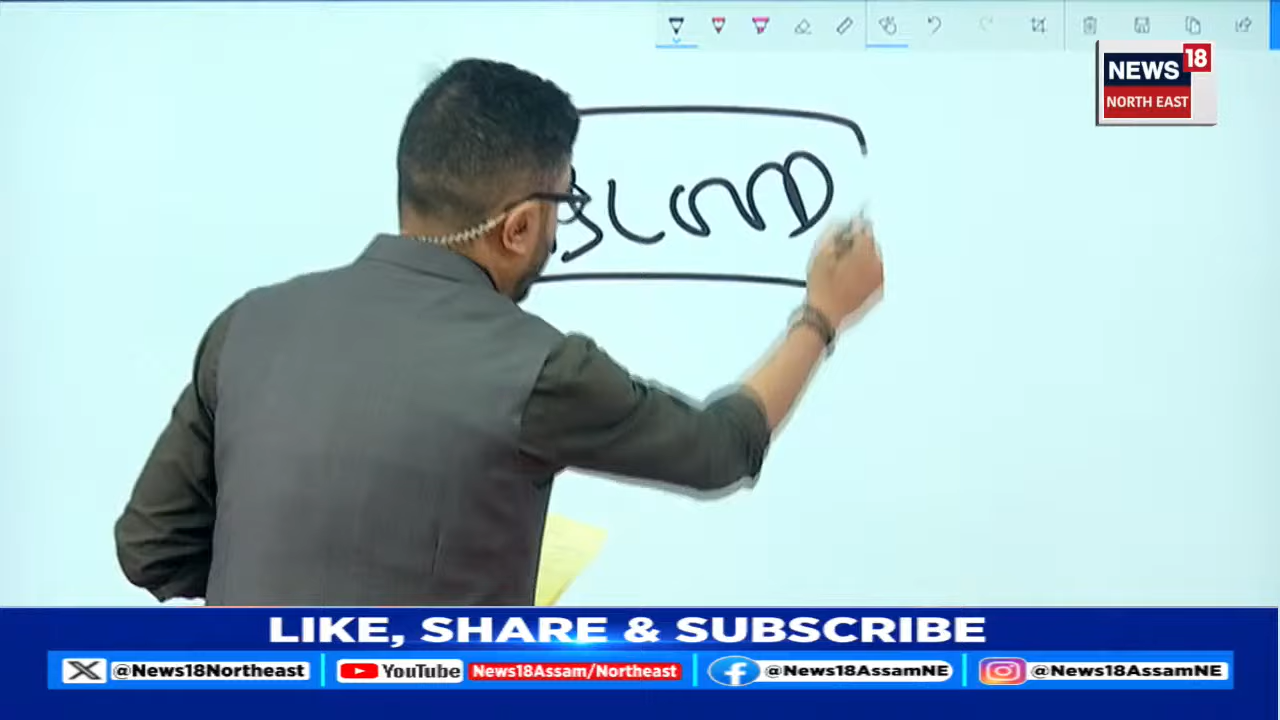 NEWS 18
NORTH EAST
LIKE, SHARE & SUBSCRIBE
@News18Northeast YouTube News18Assam/Northeast @News18AssamNE @News18AssamNE